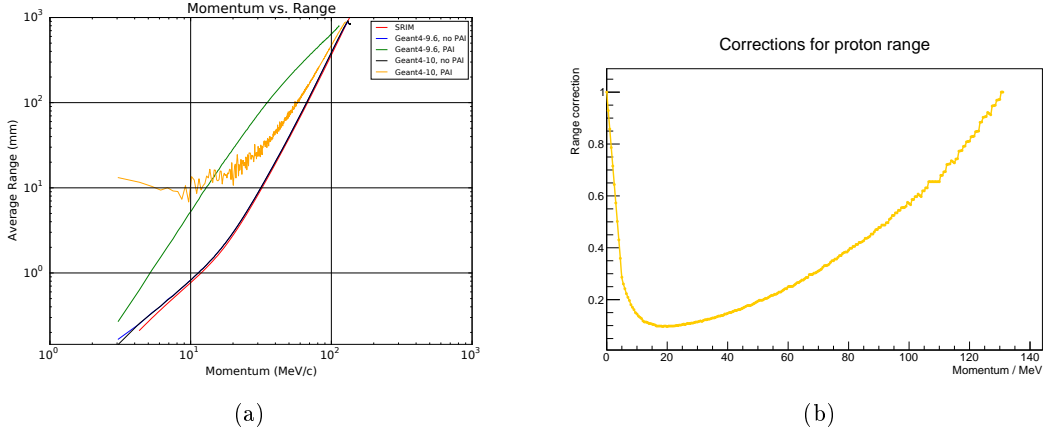 Momentum vs. Range
SRIM
Geant4-9.6, no PAI
Geant4-9.6, PAI
Geant4-10, no PAI
Geant4-10, PAI
10^3
10^2
10^1
10^0
Average Range (mm)
10^0 10^1 10^2 10^3
Momentum (MeV/c)
(a)
Corrections for proton range
Range correction
1
0.8
0.6
0.4
0.2
0 20 40 60 80 100 120 140
Momentum / MeV
(b)